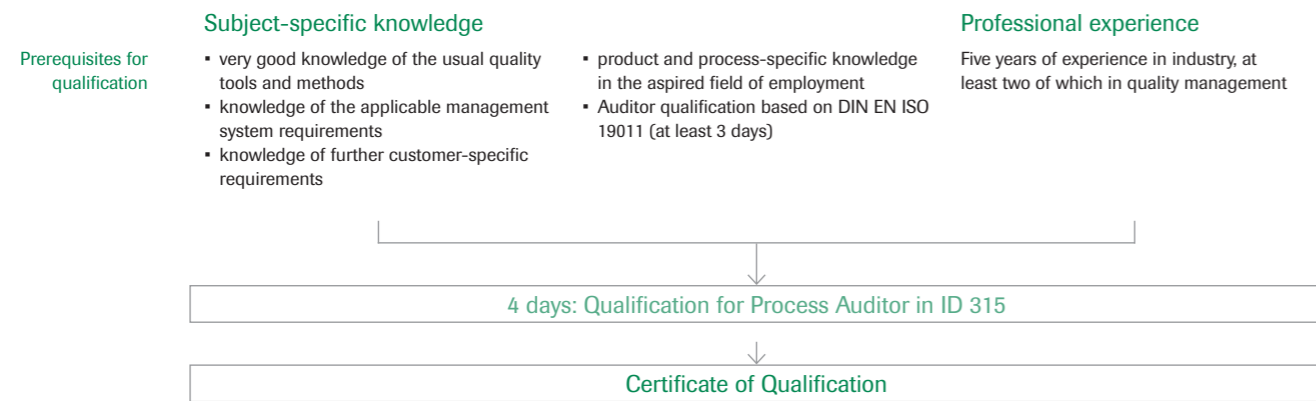 Subject-specific knowledge
Professional experience
Prerequisites for
qualification
▪ very good knowledge of the usual quality
tools and methods
▪ knowledge of the applicable management
system requirements
▪ knowledge of further customer-specific
requirements
▪ product and process-specific knowledge
in the aspired field of employment
▪ Auditor qualification based on DIN EN ISO
19011 (at least 3 days)
Five years of experience in industry, at
least two of which in quality management
4 days: Qualification for Process Auditor in ID 315
Certificate of Qualification